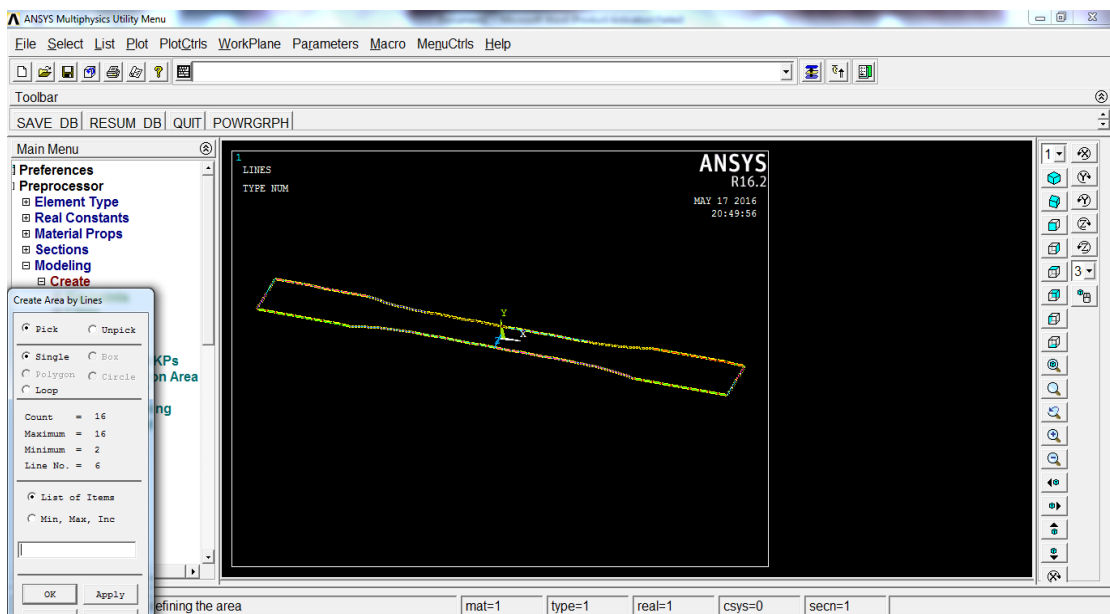 ANSYS Multiphysics Utility Menu
File Select List Plot PlotCtrls WorkPlane Parameters Macro MenuCtrls Help
Toolbar
SAVE_DB RESUM_DB QUIT POWRGRPH
Main Menu
Preferences
Preprocessor
Element Type
Real Constants
Material Props
Sections
Modeling
Create
KPs
on Area
ng
Create Area by Lines
Pick Unpick
Single Box
Polygon Circle
Loop
Count = 16
Maximum = 16
Minimum = 2
Line No. = 6
List of Items
Min, Max, Inc
OK Apply
1
LINES
TYPE NUM
ANSYS
R16.2
MAY 17 2016
20:49:56
Y
X
Z
1
X
Y
Y
Z
Z
3
efining the area
mat=1 type=1 real=1 csys=0 secn=1